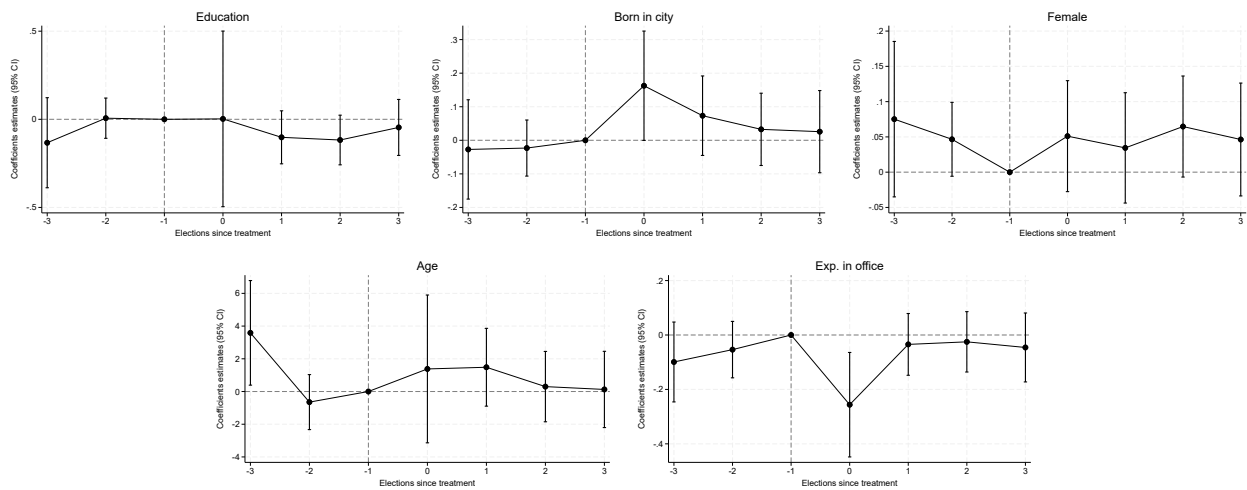 Education
Coefficients estimates (95% CI)
.5
0
-.5
-3 -2 -1 0 1 2 3
Elections since treatment
Born in city
Coefficients estimates (95% CI)
.3
.2
.1
0
-.1
-.2
-3 -2 -1 0 1 2 3
Elections since treatment
Female
Coefficients estimates (95% CI)
.2
.15
.1
.05
0
-.05
-3 -2 -1 0 1 2 3
Elections since treatment
Age
Coefficients estimates (95% CI)
6
4
2
0
-2
-4
-3 -2 -1 0 1 2 3
Elections since treatment
Exp. in office
Coefficients estimates (95% CI)
.2
0
-.2
-.4
-3 -2 -1 0 1 2 3
Elections since treatment